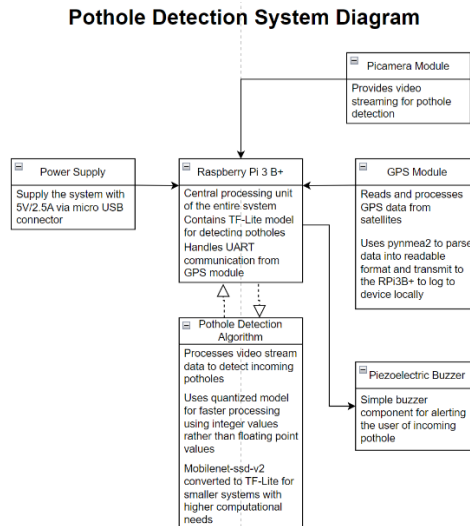 Pothole Detection System Diagram
Picamera Module
Provides video
streaming for pothole
detection
Power Supply
Supply the system with
5V/2.5A via micro USB
connector
Raspberry Pi 3 B+
Central processing unit
of the entire system
Contains TF-Lite model
for detecting potholes
Handles UART
communication from
GPS module
GPS Module
Reads and processes
GPS data from
satellites
Uses pynmea2 to parse
data into readable
format and transmit to
the RPi3B+ to log to
device locally
Pothole Detection
Algorithm
Processes video stream
data to detect incoming
potholes
Uses quantized model
for faster processing
using integer values
rather than floating point
values
Mobilenet-ssd-v2
converted to TF-Lite for
smaller systems with
higher computational
needs
Piezoelectric Buzzer
Simple buzzer
component for alerting
the user of incoming
pothole